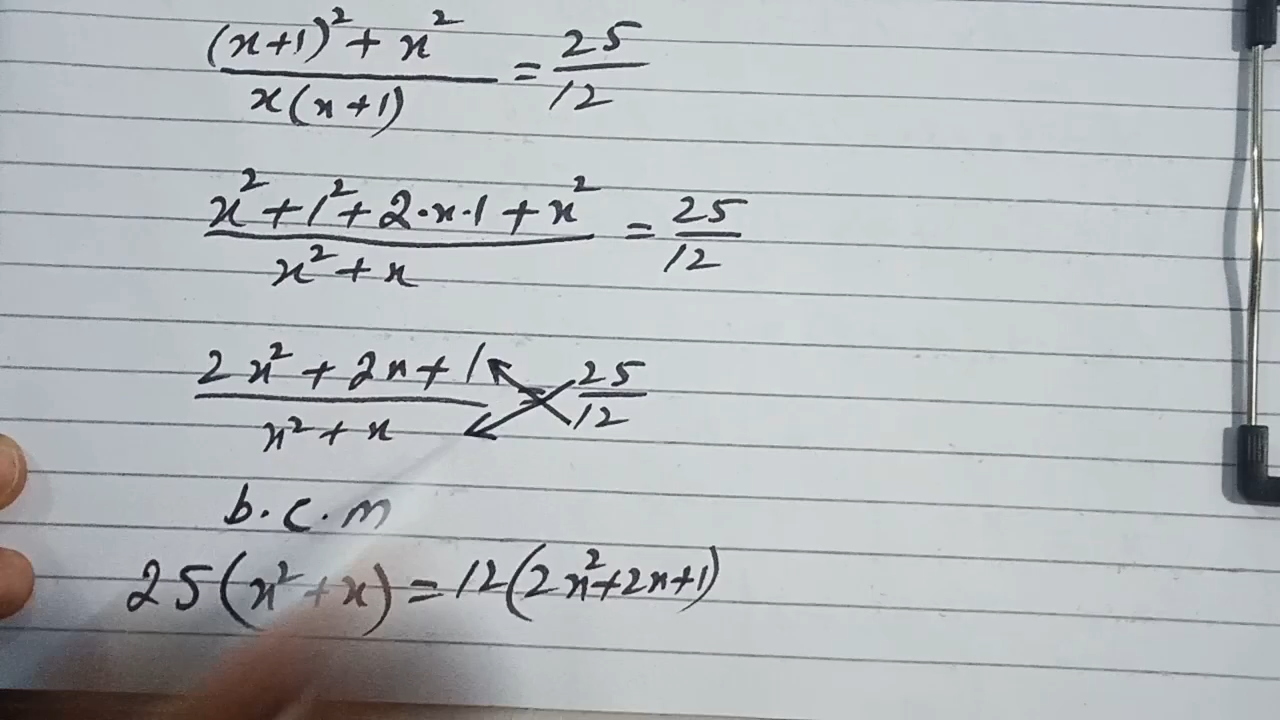 (x+1)² + x² / x(x+1) = 25/12
x² + 1² + 2·x·1 + x² / x² + x = 25/12
2x² + 2x + 1 / x² + x = 25/12
b.c.m
25(x² + x) = 12(2x²+2x+1)